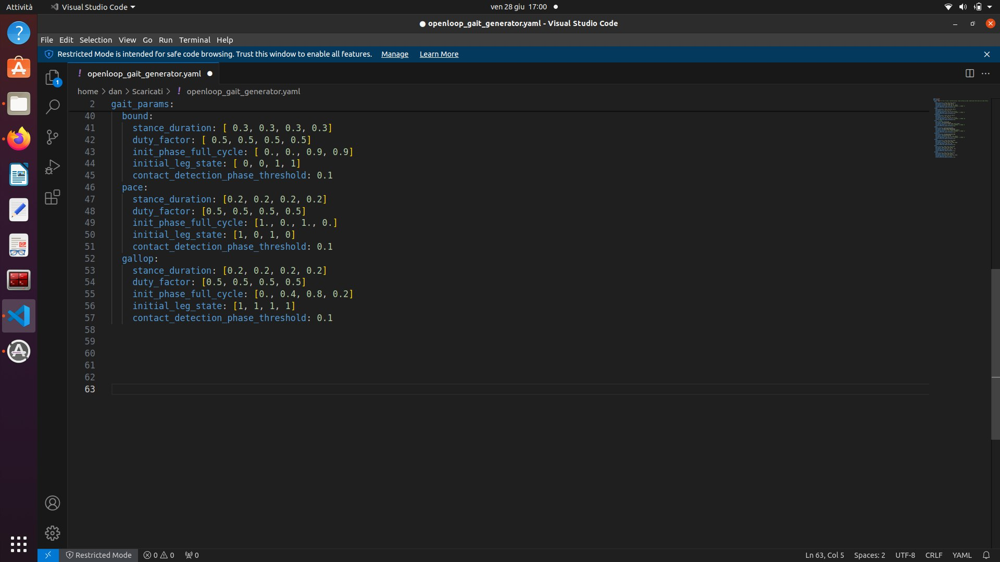 Attività Visual Studio Code ven 28 giu 17:00
openloop_gait_generator.yaml - Visual Studio Code
File Edit Selection View Go Run Terminal Help
Restricted Mode is intended for safe code browsing. Trust this window to enable all features. Manage Learn More
! openloop_gait_generator.yaml
home > dan > Scaricati > ! openloop_gait_generator.yaml
2 gait_params:
40 bound:
41 stance_duration: [ 0.3, 0.3, 0.3, 0.3]
42 duty_factor: [ 0.5, 0.5, 0.5, 0.5]
43 init_phase_full_cycle: [ 0., 0., 0.9, 0.9]
44 initial_leg_state: [ 0, 0, 1, 1]
45 contact_detection_phase_threshold: 0.1
46 pace:
47 stance_duration: [0.2, 0.2, 0.2, 0.2]
48 duty_factor: [0.5, 0.5, 0.5, 0.5]
49 init_phase_full_cycle: [1., 0., 1., 0.]
50 initial_leg_state: [1, 0, 1, 0]
51 contact_detection_phase_threshold: 0.1
52 gallop:
53 stance_duration: [0.2, 0.2, 0.2, 0.2]
54 duty_factor: [0.5, 0.5, 0.5, 0.5]
55 init_phase_full_cycle: [0., 0.4, 0.8, 0.2]
56 initial_leg_state: [1, 1, 1, 1]
57 contact_detection_phase_threshold: 0.1
58
59
60
61
62
63
1
Restricted Mode 0 0 0 Ln 63, Col 5 Spaces: 2 UTF-8 CRLF YAML